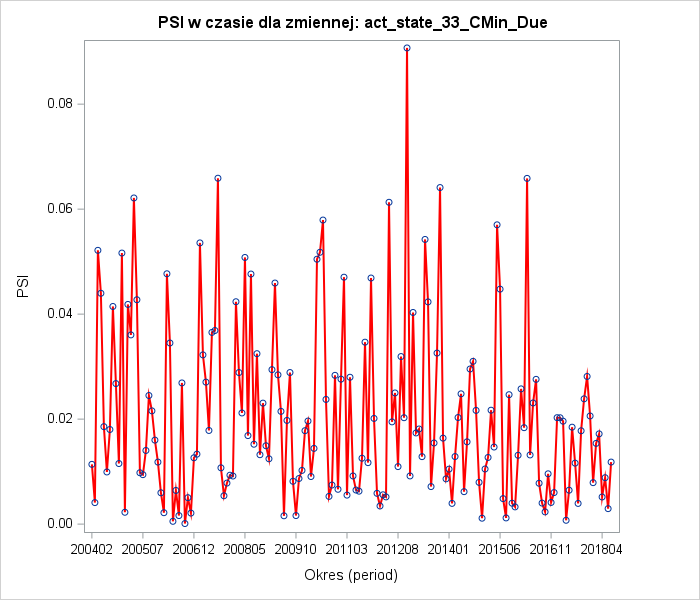 PSI w czasie dla zmiennej: act_state_33_CMin_Due
0.08
0.06
0.04
0.02
0.00
PSI
200402 200507 200612 200805 200910 201103 201208 201401 201506 201611 201804
Okres (period)